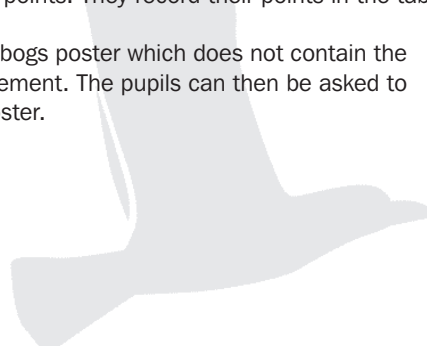 points. They record their points in the tab
bogs poster which does not contain the
ement. The pupils can then be asked to
ster.